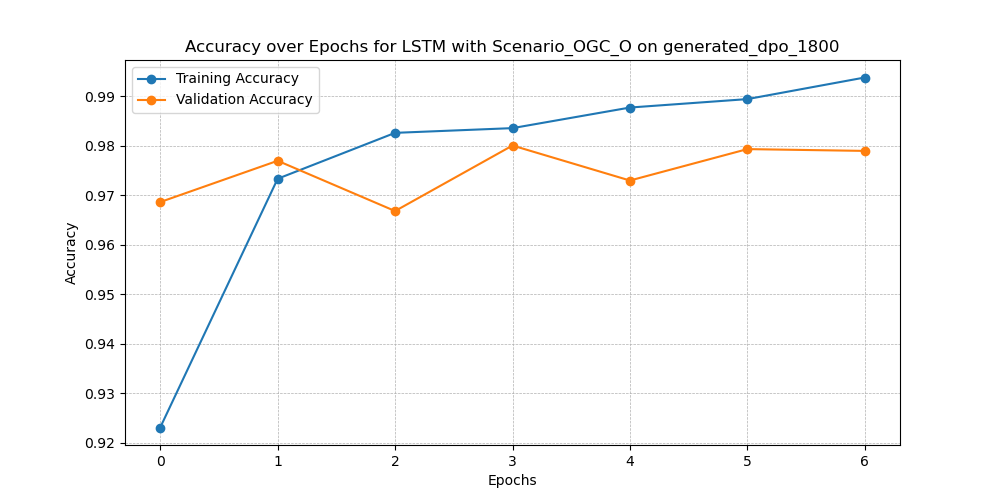 Accuracy over Epochs for LSTM with Scenario_OGC_O on generated_dpo_1800
Training Accuracy
Validation Accuracy
Accuracy
0.99
0.98
0.97
0.96
0.95
0.94
0.93
0.92
0 1 2 3 4 5 6
Epochs